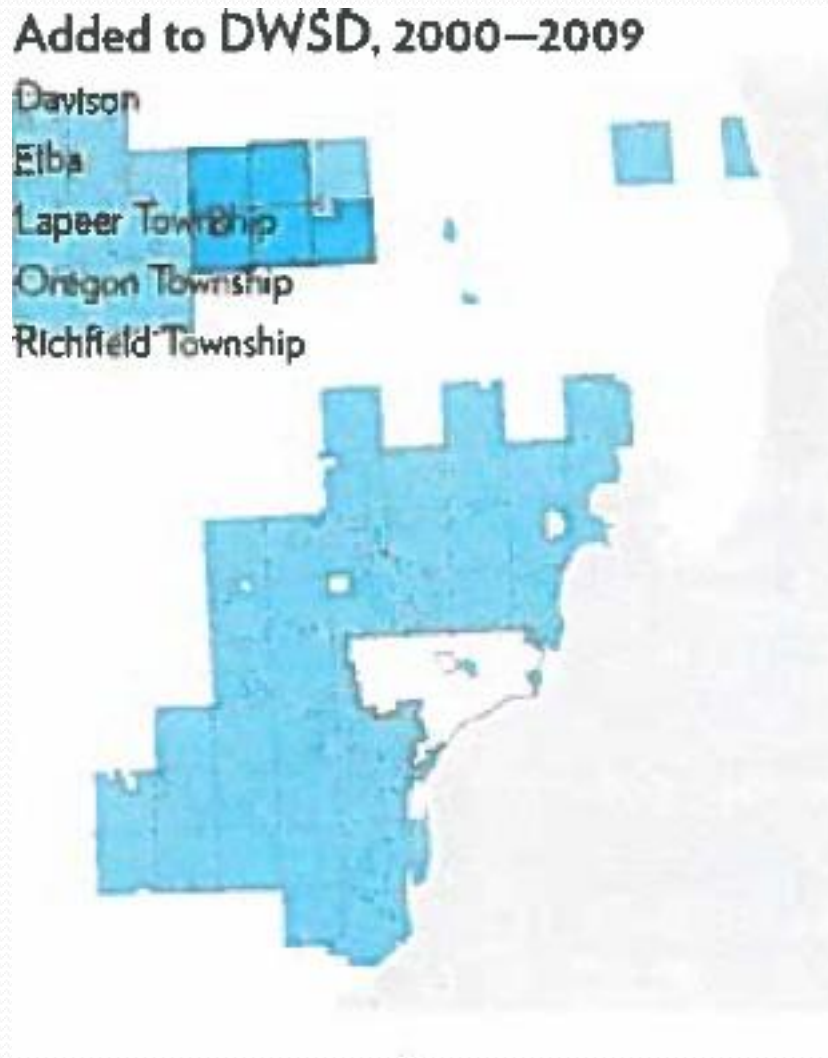 Added to DWSD, 2000—2009
Davison
Elba
Lapeer Township
Oregon Township
Richfield Township